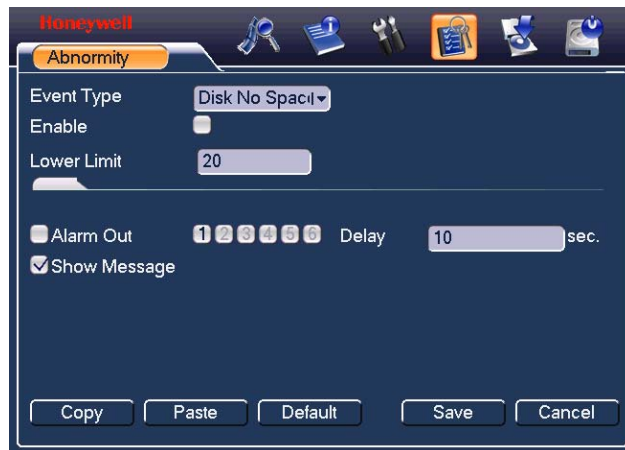 Honeywell
Abnormity
Event Type Disk No Spac
Enable
Lower Limit 20
Alarm Out 1 2 3 4 5 6 Delay 10 sec.
Show Message
Copy Paste Default Save Cancel